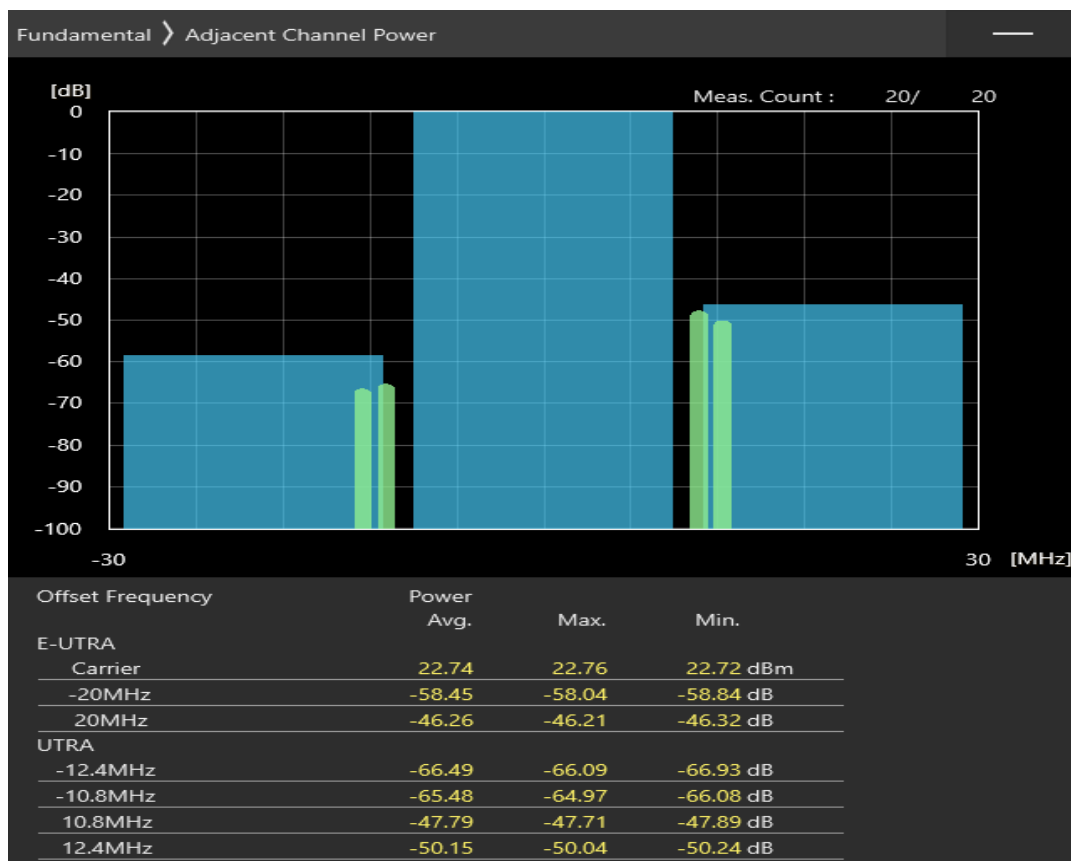 Fundamental ❯ Adjacent Channel Power
[dB]
Meas. Count : 20/ 20
0
-10
-20
-30
-40
-50
-60
-70
-80
-90
-100
-30 30 [MHz]
Offset Frequency Power
Avg. Max. Min.
E-UTRA
Carrier 22.74 22.76 22.72 dBm
-20MHz -58.45 -58.04 -58.84 dB
20MHz -46.26 -46.21 -46.32 dB
UTRA
-12.4MHz -66.49 -66.09 -66.93 dB
-10.8MHz -65.48 -64.97 -66.08 dB
10.8MHz -47.79 -47.71 -47.89 dB
12.4MHz -50.15 -50.04 -50.24 dB